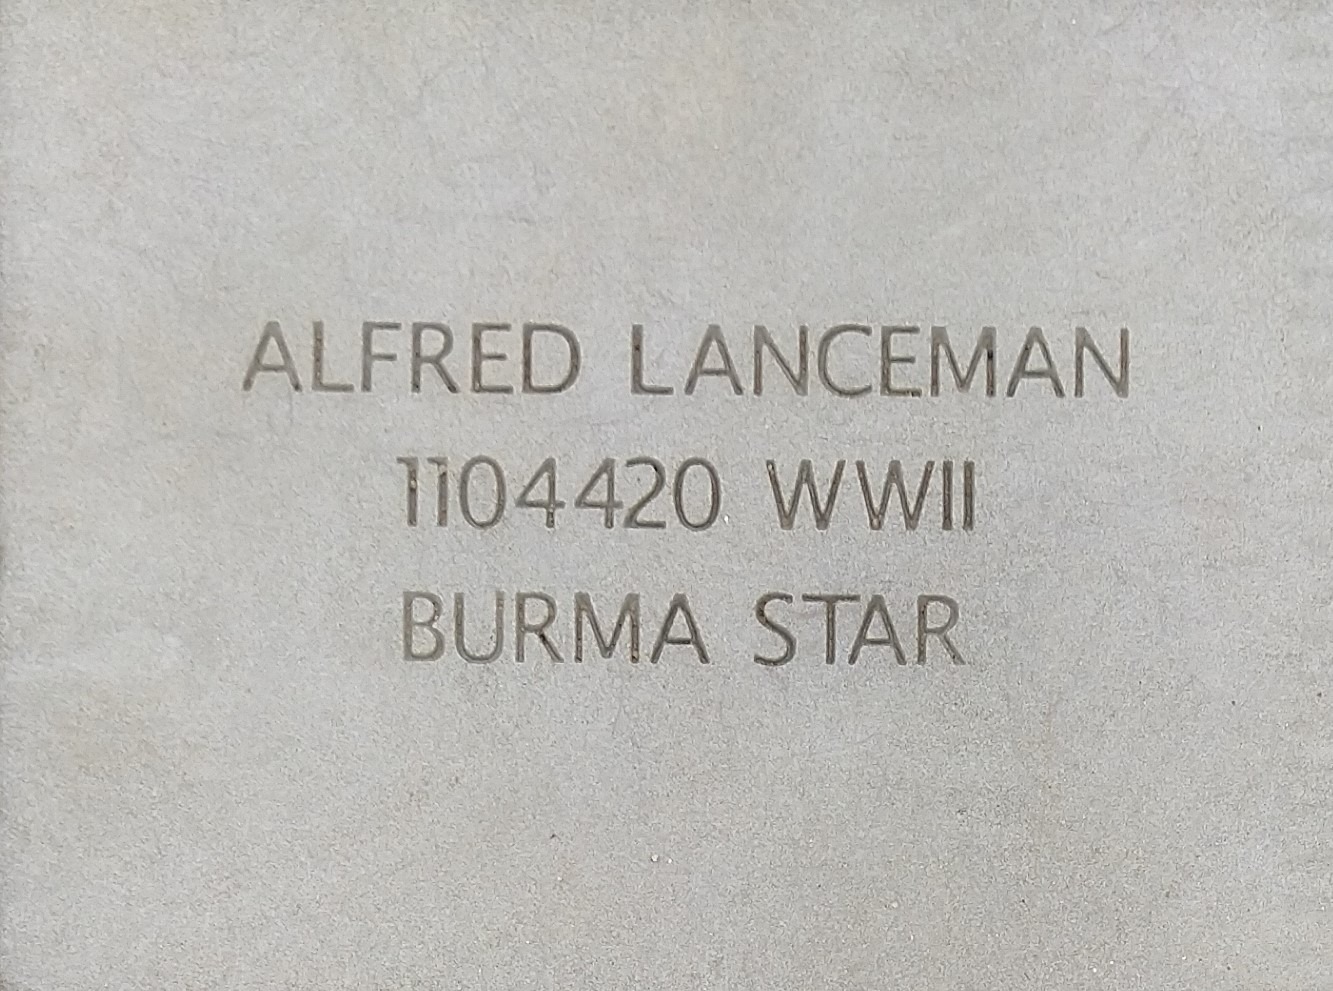 ALFRED LANCEMAN
1104420 WWII
BURMA STAR